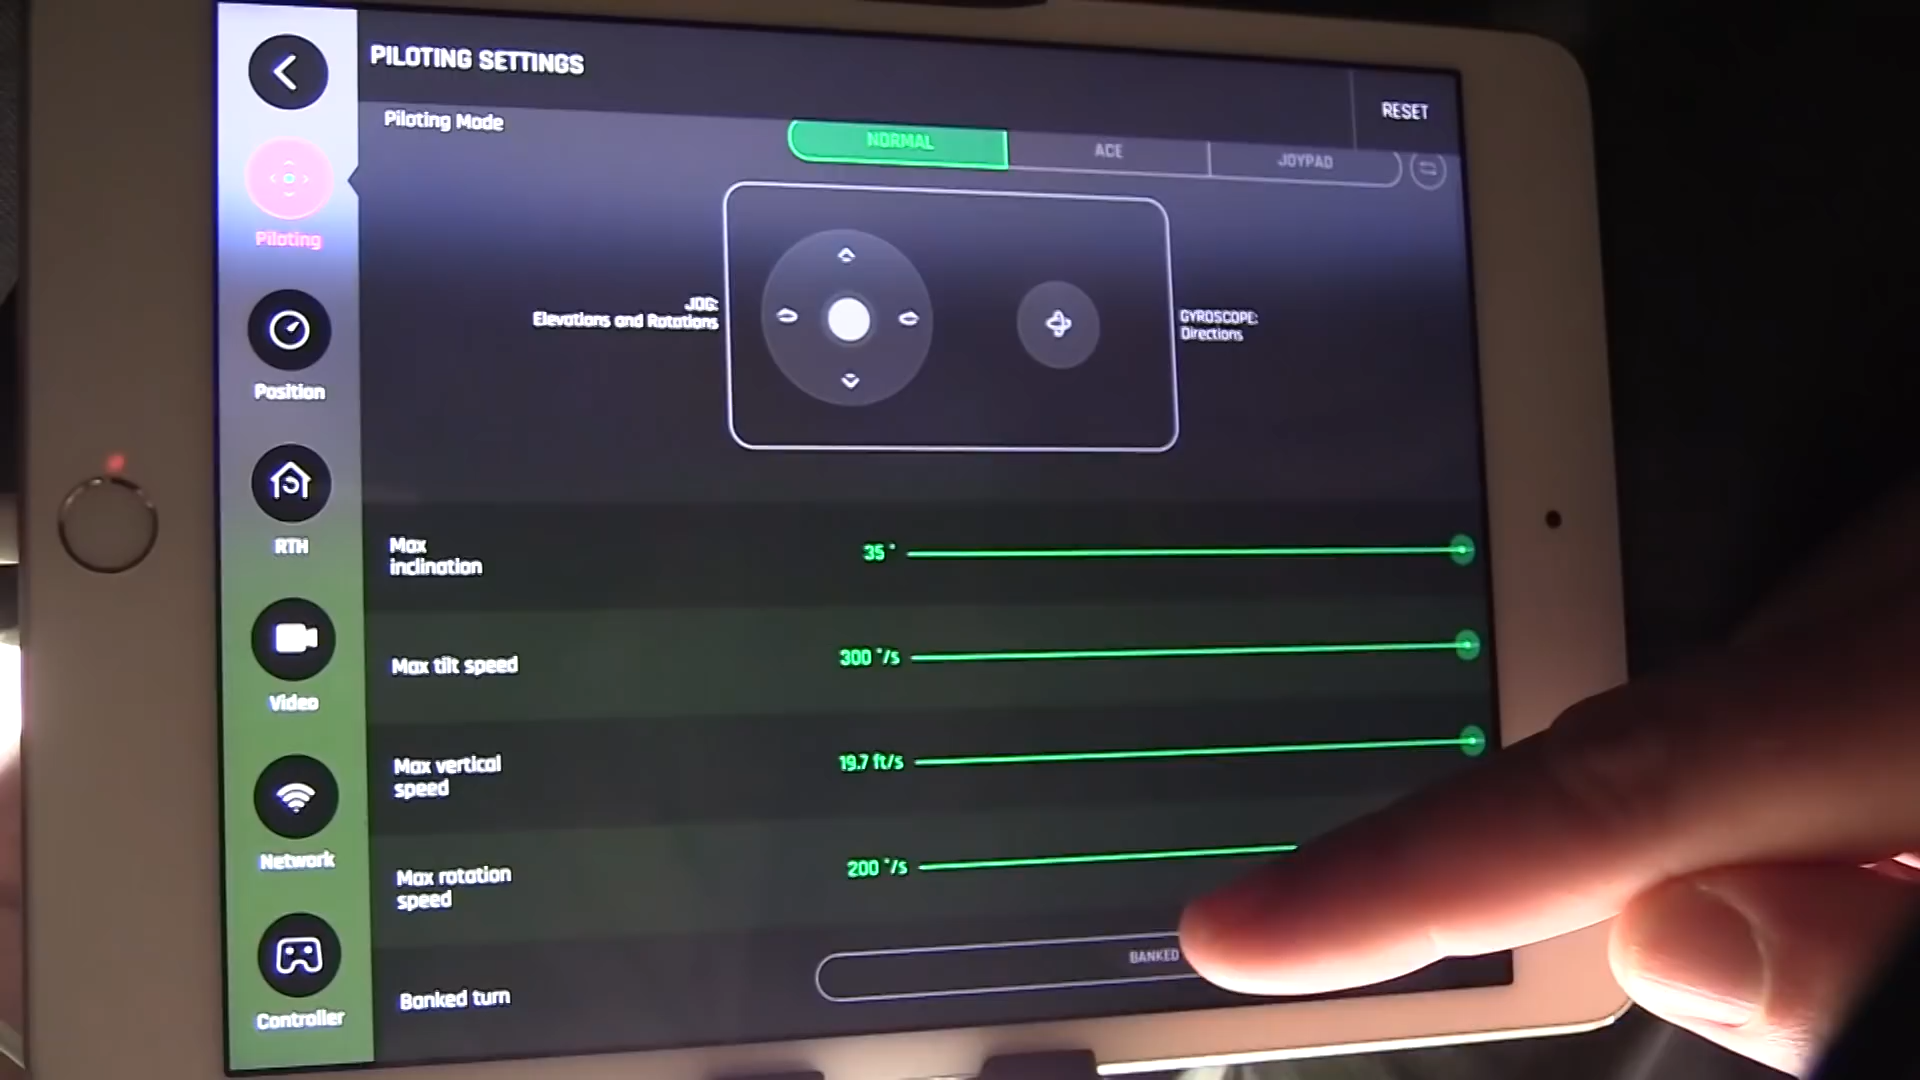 PILOTING SETTINGS
RESET
Piloting Mode
NORMAL
ACE
JOYPAD
Piloting
JOG:
Elevations and Rotations
GYROSCOPE:
Directions
Position
RTH
Max
inclination
35 °
Max tilt speed
300 °/s
Video
Max vertical
speed
19.7 ft/s
Network
Max rotation
speed
200 °/s
BANKED
Banked turn
Controller